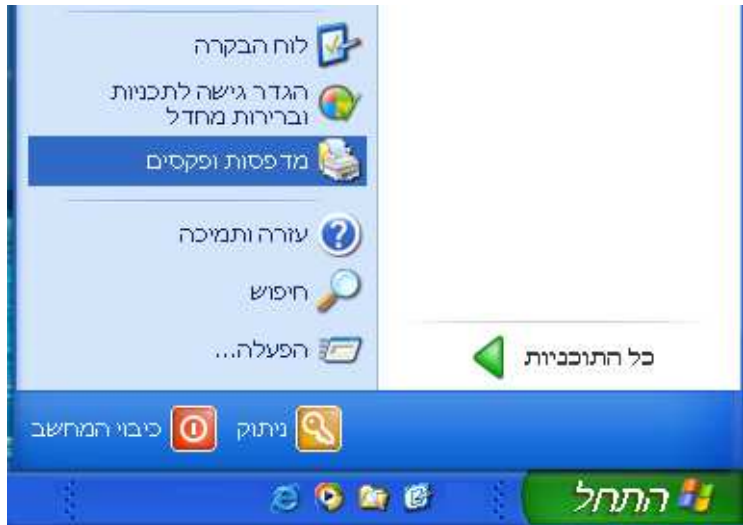 לוח הבקרה
הגדר גישה לתכניות
וברירות מחדל
מדפסות ופקסים
עזרה ותמיכה
חיפוש
הפעלה...
כל התוכניות
ניתוק
כיבוי המחשב
התחל